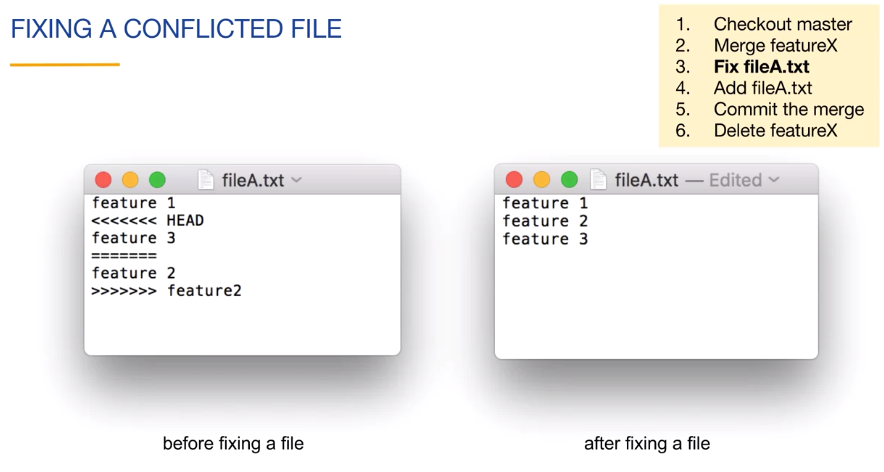 FIXING A CONFLICTED FILE
1. Checkout master
2. Merge featureX
3. Fix fileA.txt
4. Add fileA.txt
5. Commit the merge
6. Delete featureX
fileA.txt
feature 1
<<<<<<< HEAD
feature 3
=======
feature 2
>>>>>>> feature2
before fixing a file
fileA.txt — Edited
feature 1
feature 2
feature 3
after fixing a file